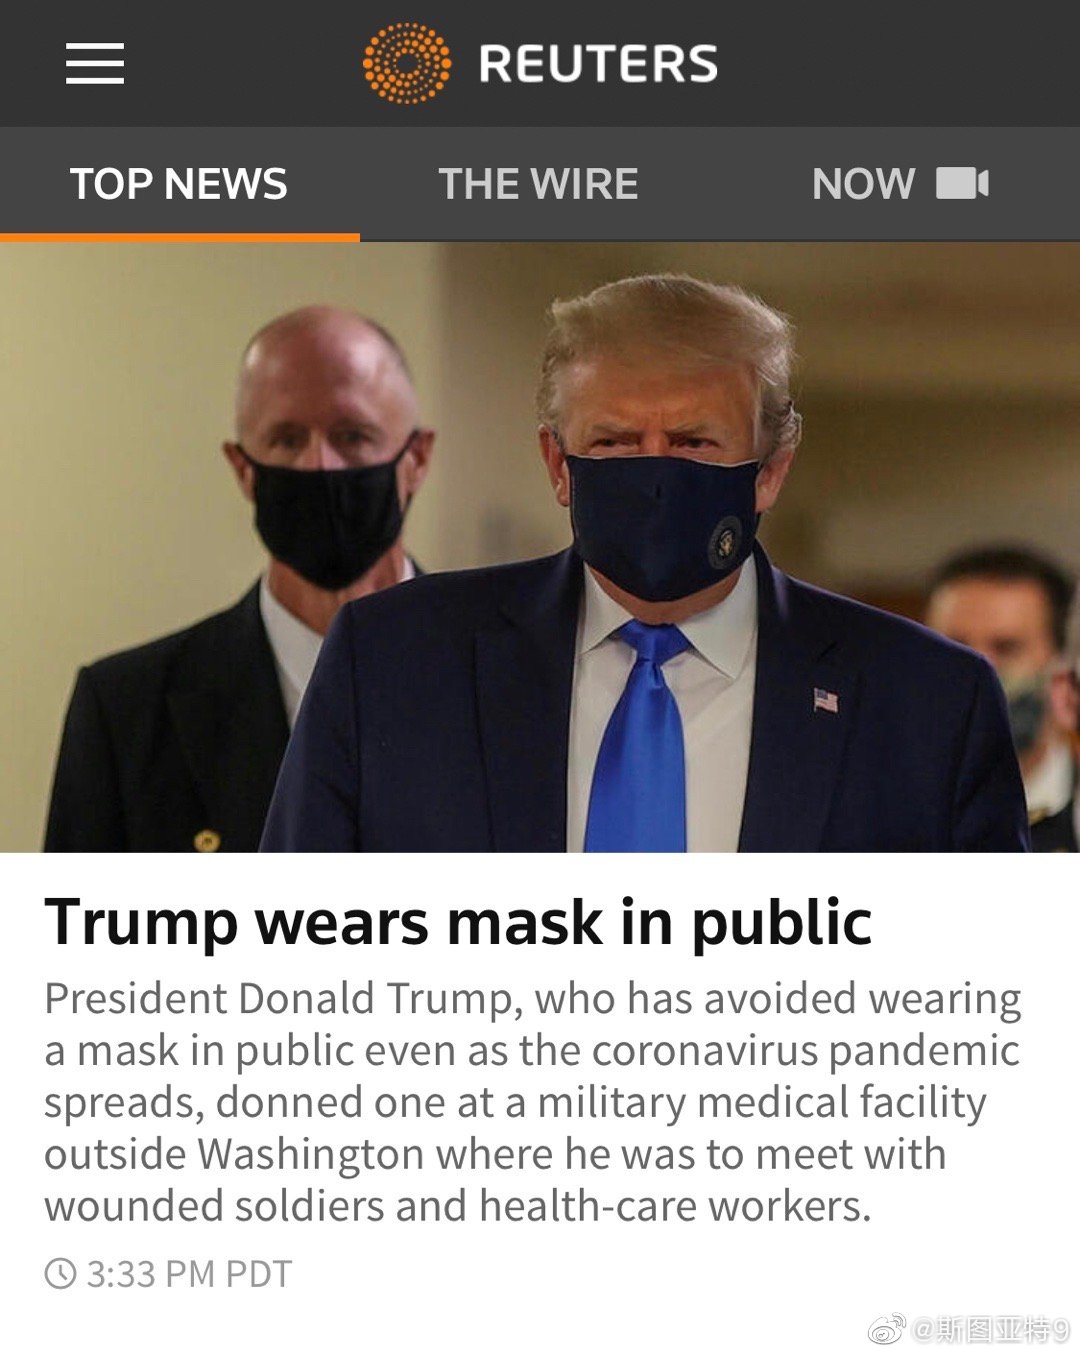 REUTERS
TOP NEWS THE WIRE NOW
Trump wears mask in public
President Donald Trump, who has avoided wearing
a mask in public even as the coronavirus pandemic
spreads, donned one at a military medical facility
outside Washington where he was to meet with
wounded soldiers and health-care workers.
3:33 PM PDT
@斯图亚特9